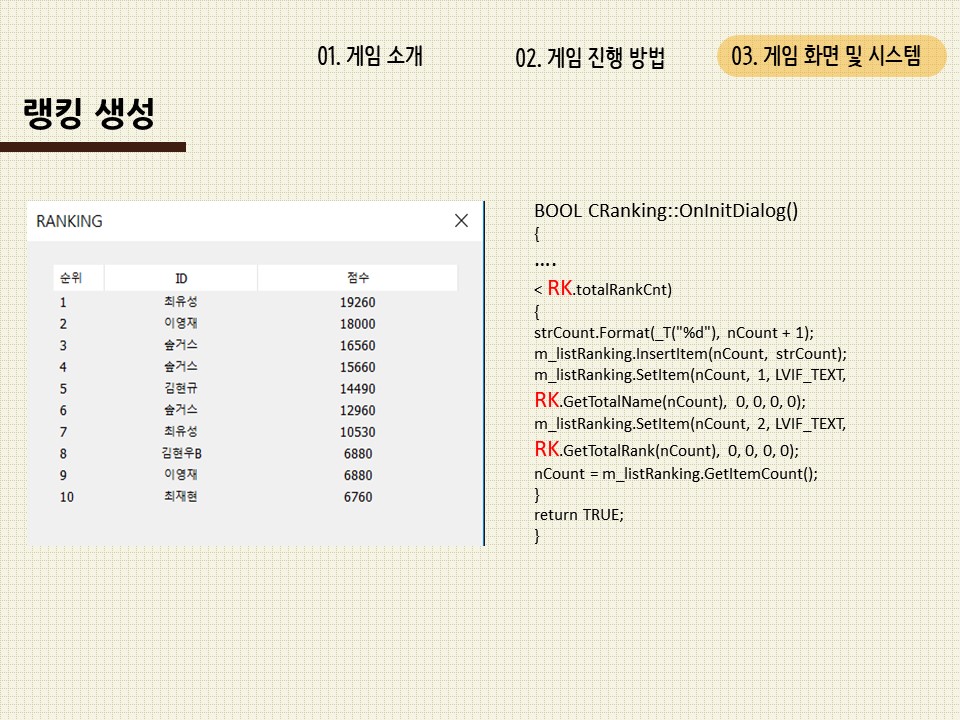 01. 게임 소개
02. 게임 진행 방법
03. 게임 화면 및 시스템
랭킹 생성
RANKING
순위 ID 점수
1 최유성 19260
2 이영재 18000
3 숄거스 16560
4 숄거스 15660
5 김현규 14490
6 숄거스 12960
7 최유성 10530
8 김현우B 6880
9 이영재 6880
10 최재현 6760
BOOL CRanking::OnInitDialog()
{
....
< RK.totalRankCnt)
{
strCount.Format(_T("%d"), nCount + 1);
m_listRanking.InsertItem(nCount, strCount);
m_listRanking.SetItem(nCount, 1, LVIF_TEXT,
RK.GetTotalName(nCount), 0, 0, 0, 0);
m_listRanking.SetItem(nCount, 2, LVIF_TEXT,
RK.GetTotalRank(nCount), 0, 0, 0, 0);
nCount = m_listRanking.GetItemCount();
}
return TRUE;
}